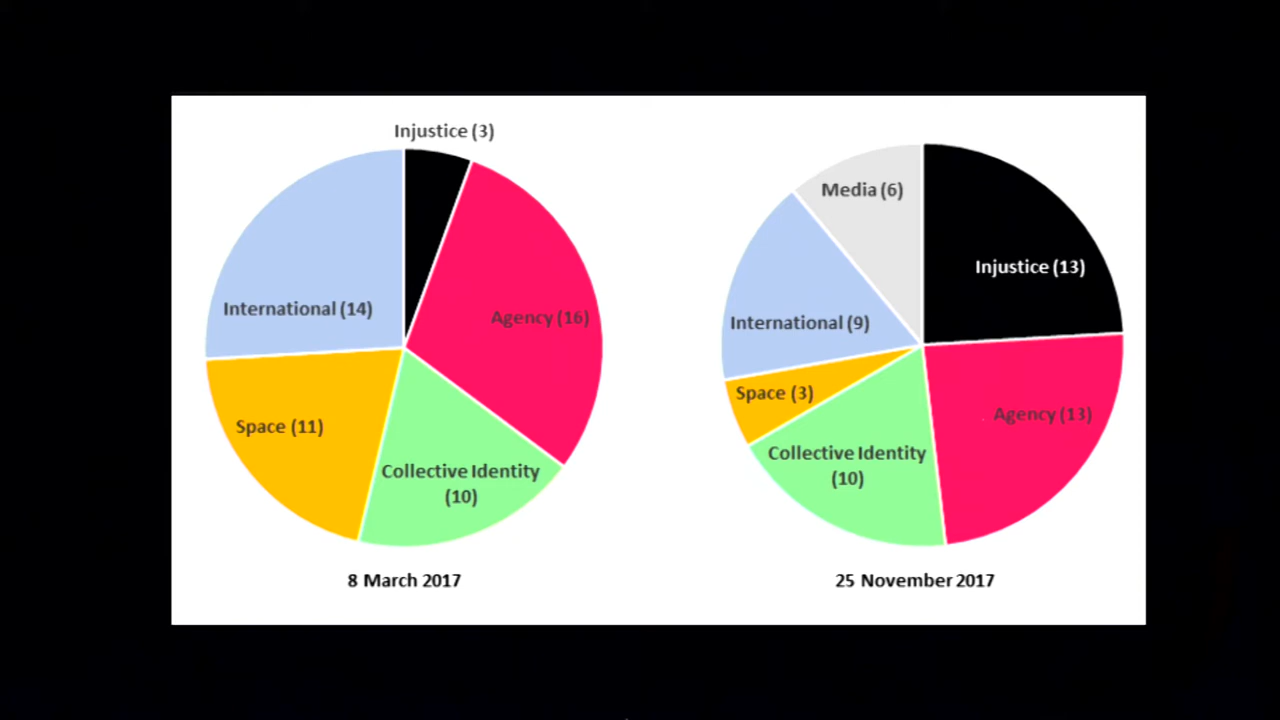 Injustice (3)
International (14)
Agency (16)
Space (11)
Collective Identity
(10)
8 March 2017
Media (6)
Injustice (13)
International (9)
Space (3)
Agency (13)
Collective Identity
(10)
25 November 2017